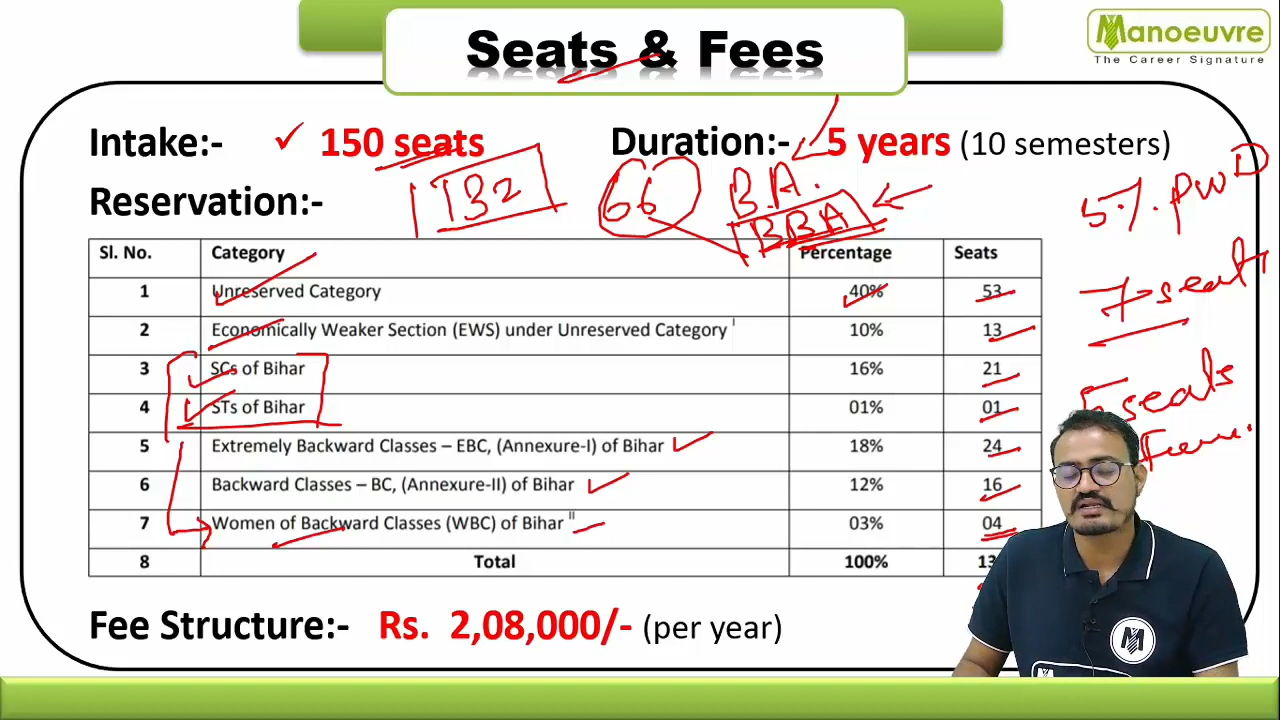 Seats & Fees
Manoeuvre
The Career Signature
Intake:- 150 seats Duration:- 5 years (10 semesters)
Reservation:- 132 66 B.A. BBA
5% PWD
7 seats
5 seats
Sl. No. Category Percentage Seats
1 Unreserved Category 40% 53
2 Economically Weaker Section (EWS) under Unreserved Category I 10% 13
3 SCs of Bihar 16% 21
4 STs of Bihar 01% 01
5 Extremely Backward Classes – EBC, (Annexure-I) of Bihar 18% 24
6 Backward Classes – BC, (Annexure-II) of Bihar 12% 16
7 Women of Backward Classes (WBC) of Bihar II 03% 04
8 Total 100%
Fee Structure:- Rs. 2,08,000/- (per year)